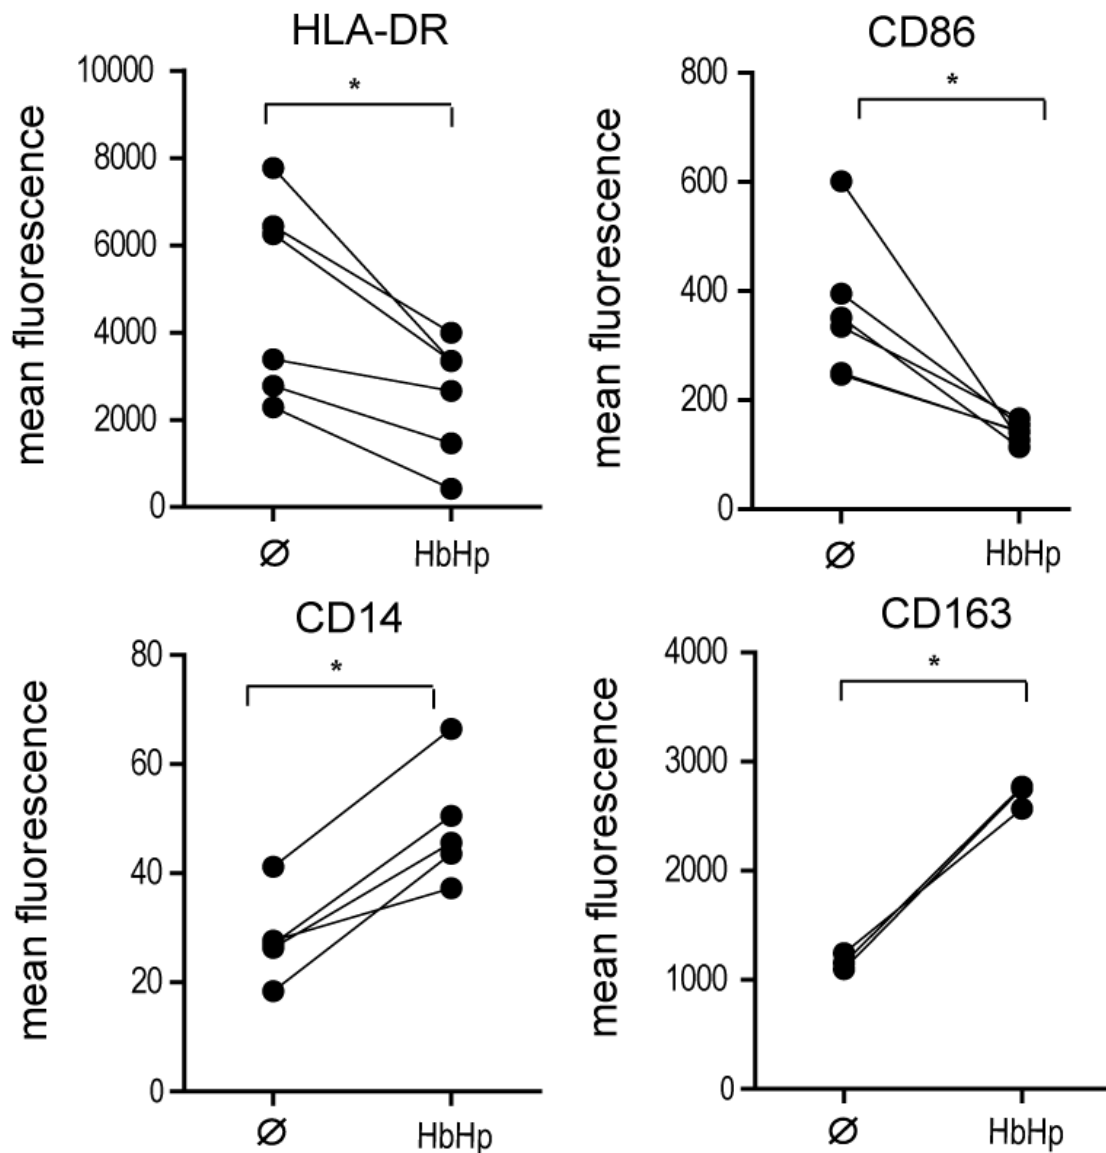 HLA-DR
*
mean fluorescence
10000
8000
6000
4000
2000
0
Ø
HbHp
CD86
*
mean fluorescence
800
600
400
200
0
Ø
HbHp
CD14
*
mean fluorescence
80
60
40
20
0
Ø
HbHp
CD163
*
mean fluorescence
4000
3000
2000
1000
0
Ø
HbHp